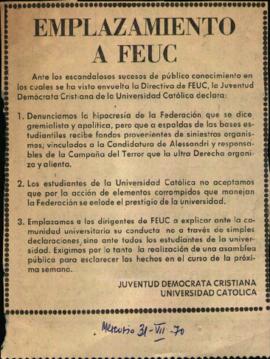 EMPLAZAMIENTO
A FEUC
Ante los escandalosos sucesos de público conocimiento en
los cuales se ha visto envuelta la Directiva de FEUC, la Juventud
Demócrata Cristiana de la Universidad Católica declara:
1. Denunciamos la hipocresía de la Federación que se dice
gremialista y apolítica, pero que a espaldas de las bases
estudiantiles recibe fondos provenientes de siniestros organis-
mos, vinculados a la Candidatura de Alessandri y responsa-
bles de la Campaña del Terror que la ultra Derecha organi-
za y alienta.
2. Los estudiantes de la Universidad Católica no aceptamos
que por la acción de elementos corrompidos que manejan
la Federación se enlode el prestigio de la universidad.
3. Emplazamos a los dirigentes de FEUC a explicar ante la co-
munidad universitaria su conducta no a través de simples
declaraciones, sino ante todos los estudiantes de la univer-
sidad. Exigimos por lo tanto la realización de una asamblea
pública para esclarecer los hechos en el curso de la próxima
semana.
JUVENTUD DEMOCRATA CRISTIANA
UNIVERSIDAD CATOLICA
Mercurio 31-VII-70